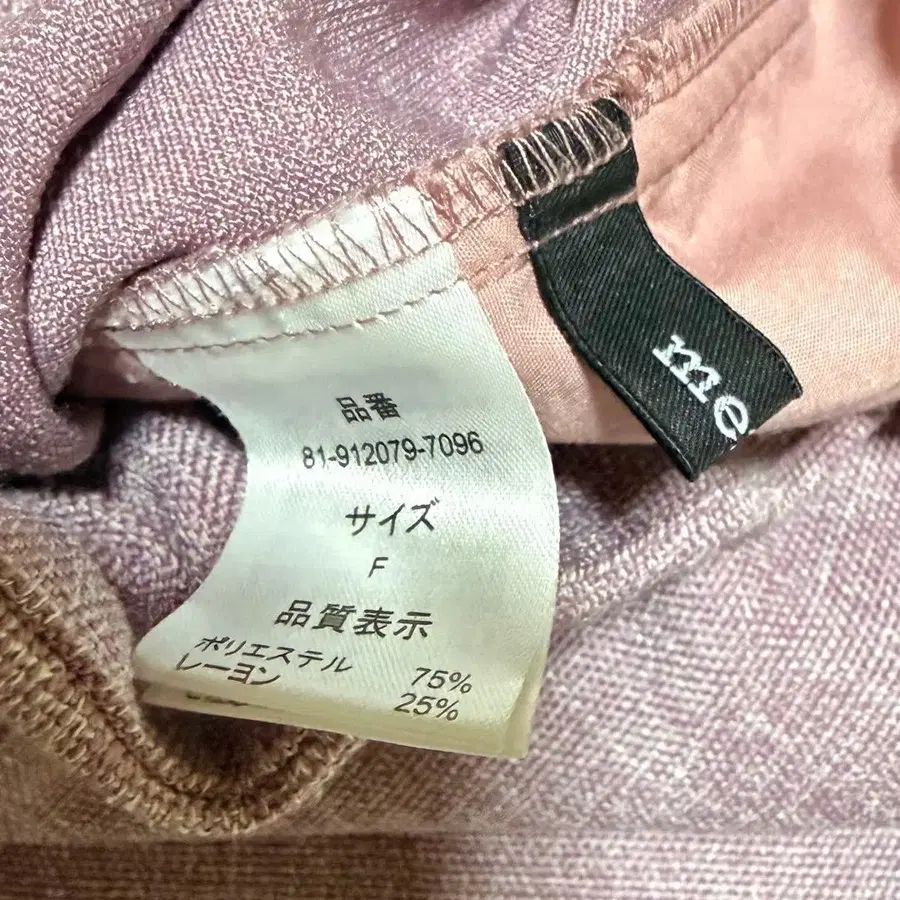 品番
81-912079-7096
サイズ
F
品質表示
ポリエステル 75%
レーヨン 25%
me